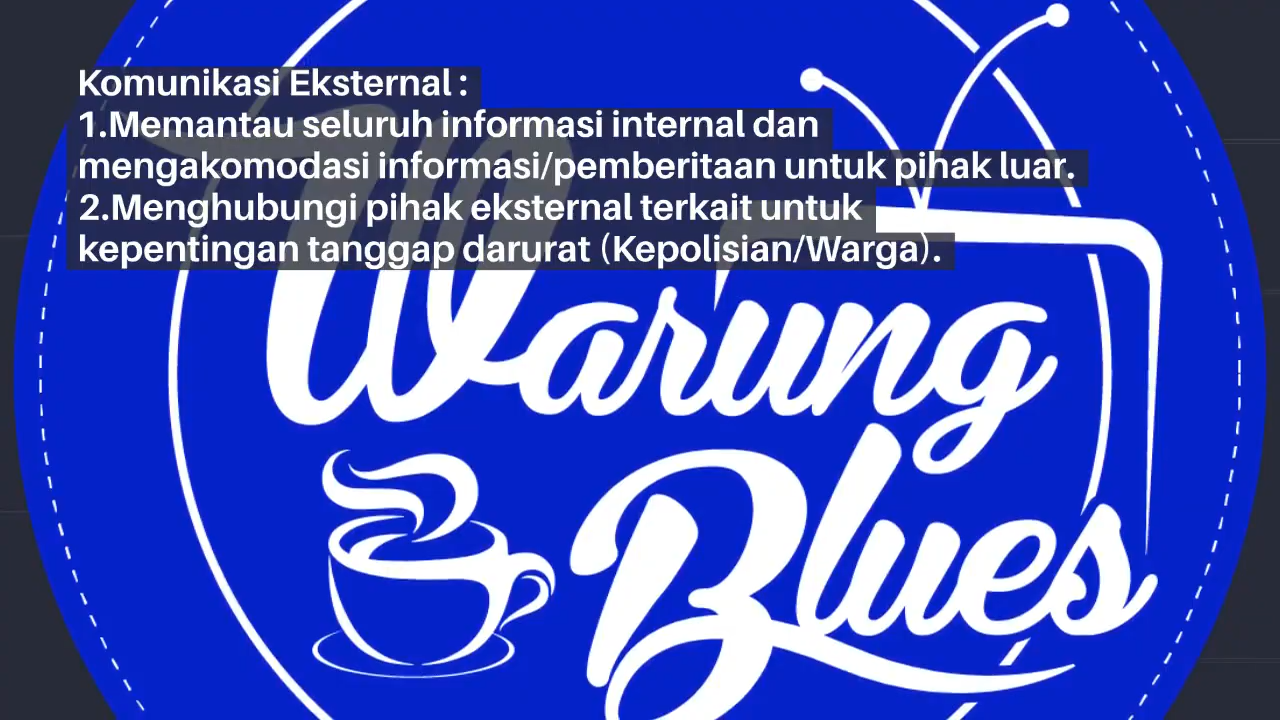 Komunikasi Eksternal :
1.Memantau seluruh informasi internal dan
mengakomodasi informasi/pemberitaan untuk pihak luar.
2.Menghubungi pihak eksternal terkait untuk
kepentingan tanggap darurat (Kepolisian/Warga).
Warung
Blues